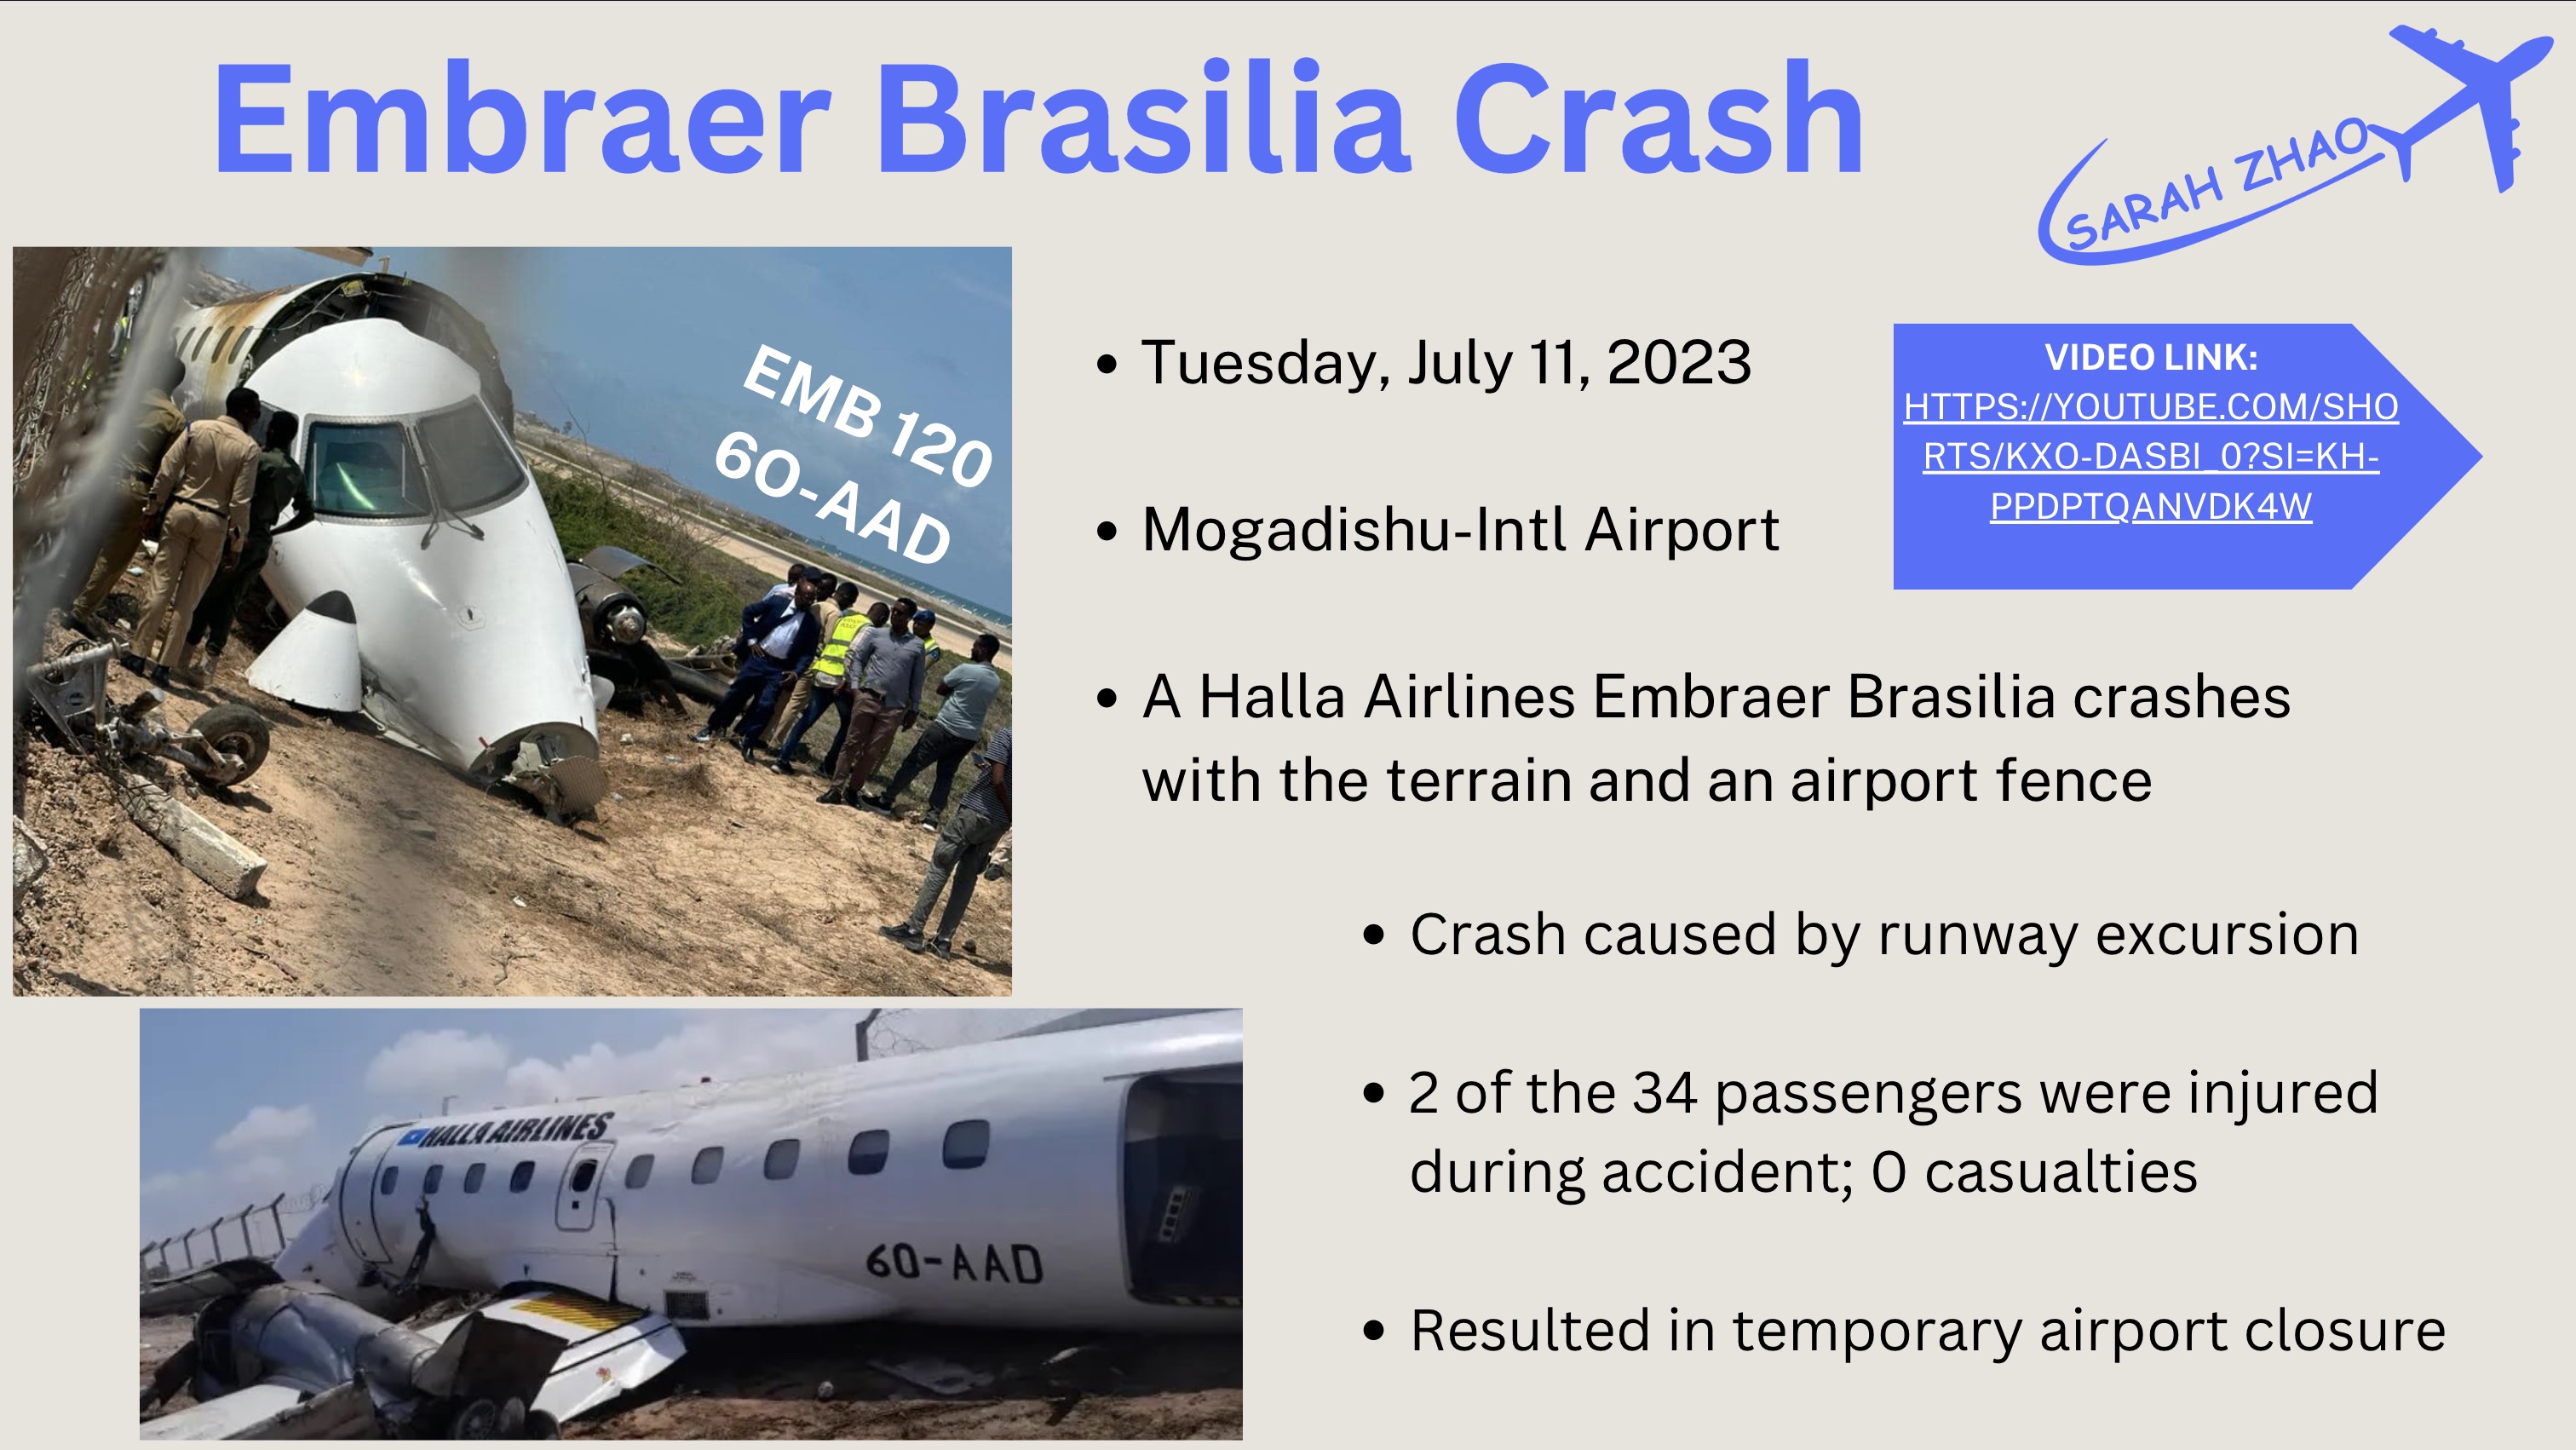 Embraer Brasilia Crash
SARAH ZHAO
EMB 120
6O-AAD
• Tuesday, July 11, 2023
• Mogadishu-Intl Airport
VIDEO LINK:
HTTPS://YOUTUBE.COM/SHO
RTS/KXO-DASBI_0?SI=KH-
PPDPTQANVDK4W
• A Halla Airlines Embraer Brasilia crashes
with the terrain and an airport fence
• Crash caused by runway excursion
• 2 of the 34 passengers were injured
during accident; 0 casualties
• Resulted in temporary airport closure
HALLA AIRLINES
6O-AAD